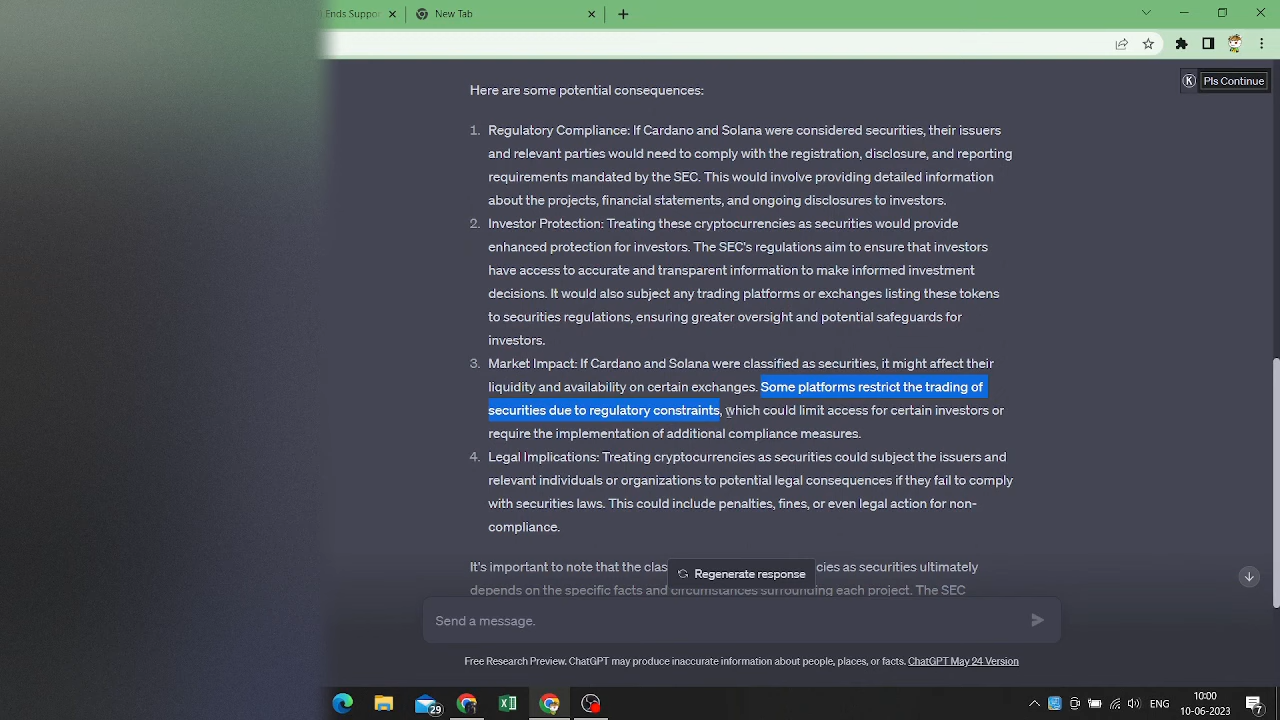 Ends Suppo
New Tab
K Pls Continue
Here are some potential consequences:
1. Regulatory Compliance: If Cardano and Solana were considered securities, their issuers
and relevant parties would need to comply with the registration, disclosure, and reporting
requirements mandated by the SEC. This would involve providing detailed information
about the projects, financial statements, and ongoing disclosures to investors.
2. Investor Protection: Treating these cryptocurrencies as securities would provide
enhanced protection for investors. The SEC's regulations aim to ensure that investors
have access to accurate and transparent information to make informed investment
decisions. It would also subject any trading platforms or exchanges listing these tokens
to securities regulations, ensuring greater oversight and potential safeguards for
investors.
3. Market Impact: If Cardano and Solana were classified as securities, it might affect their
liquidity and availability on certain exchanges. Some platforms restrict the trading of
securities due to regulatory constraints, which could limit access for certain investors or
require the implementation of additional compliance measures.
4. Legal Implications: Treating cryptocurrencies as securities could subject the issuers and
relevant individuals or organizations to potential legal consequences if they fail to comply
with securities laws. This could include penalties, fines, or even legal action for non-
compliance.
It's important to note that the clas cies as securities ultimately
Regenerate response
depends on the specific facts and circumstances surrounding each project. The SEC
Send a message.
Free Research Preview. ChatGPT may produce inaccurate information about people, places, or facts. ChatGPT May 24 Version
29
ENG
10:00
10-06-2023
7